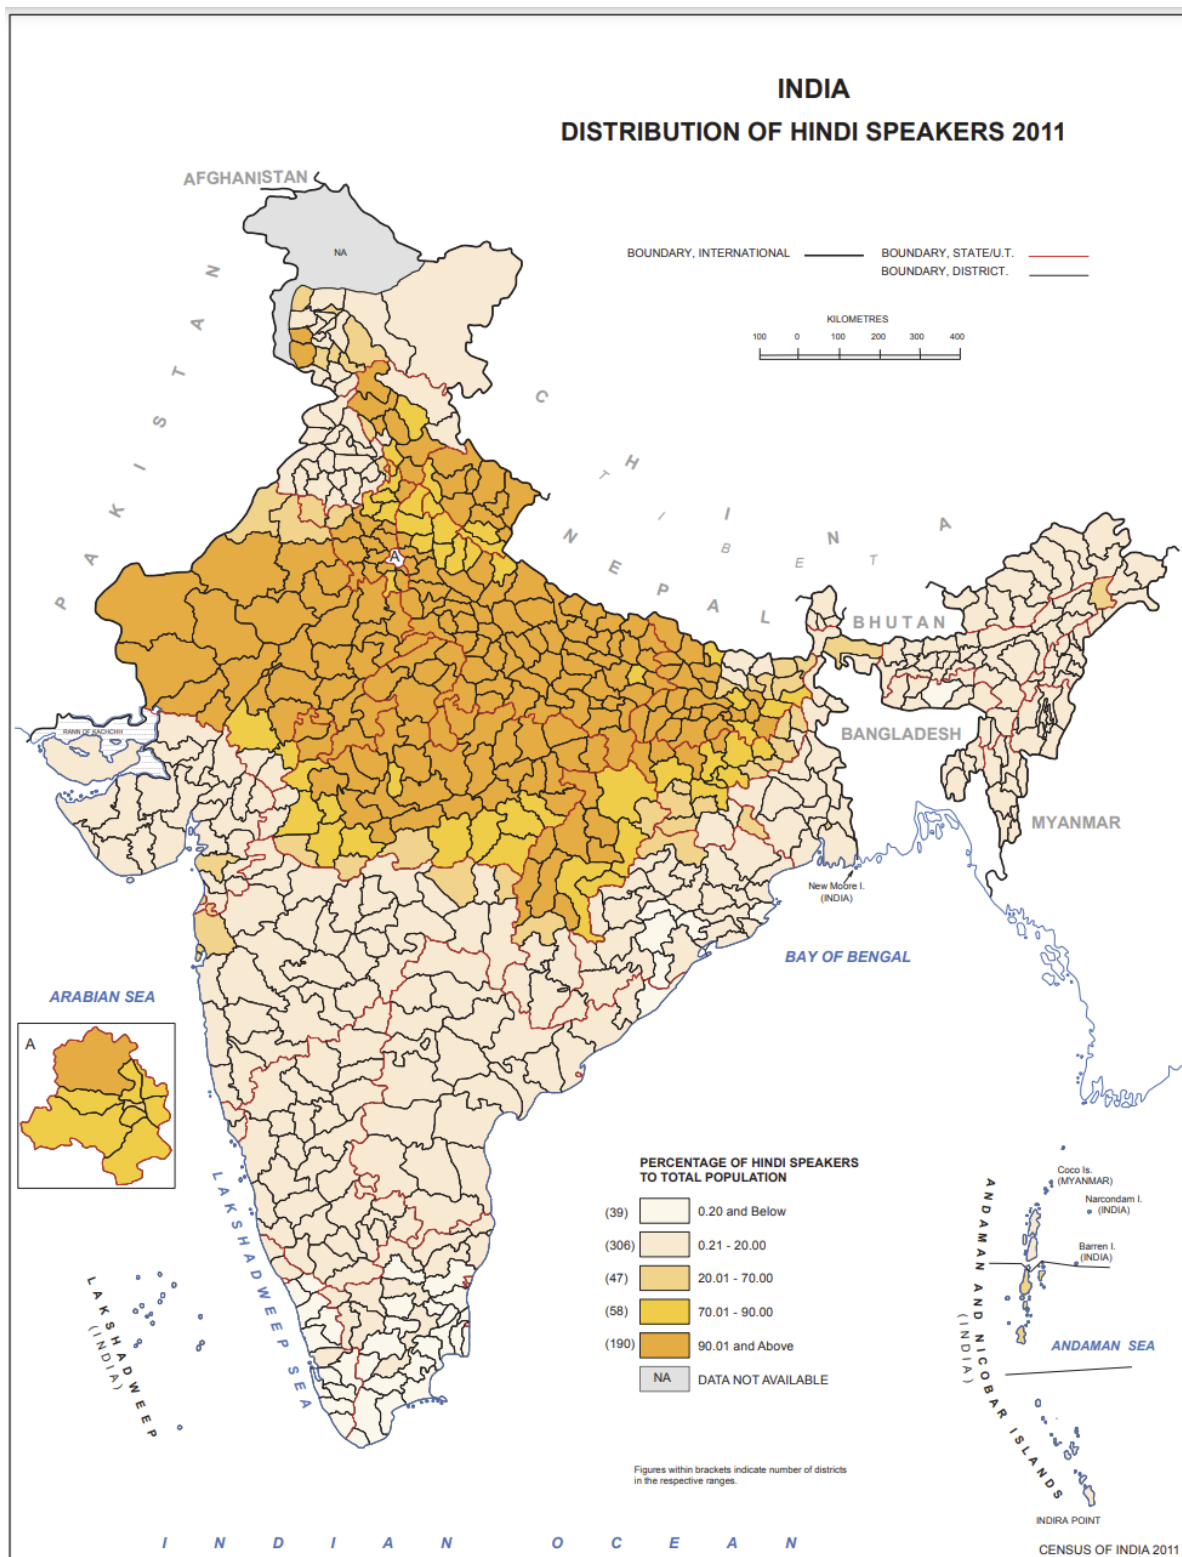 INDIA
DISTRIBUTION OF HINDI SPEAKERS 2011
AFGHANISTAN
NA
BOUNDARY, INTERNATIONAL
BOUNDARY, STATE/U.T.
BOUNDARY, DISTRICT.
KILOMETRES
100 0 100 200 300 400
PAKISTAN
CHINA
TIBET
NEPAL
A
BHUTAN
BANGLADESH
MYANMAR
RANN OF KACHCHH
New Moore I.
(INDIA)
BAY OF BENGAL
ARABIAN SEA
A
LAKSHADWEEP SEA
LAKSHADWEEP
(INDIA)
PERCENTAGE OF HINDI SPEAKERS
TO TOTAL POPULATION
(39) 0.20 and Below
(306) 0.21 - 20.00
(47) 20.01 - 70.00
(58) 70.01 - 90.00
(190) 90.01 and Above
NA DATA NOT AVAILABLE
Figures within brackets indicate number of districts
in the respective ranges.
Coco Is.
(MYANMAR)
Narcondam I.
(INDIA)
Barren I.
(INDIA)
ANDAMAN AND NICOBAR ISLANDS
(INDIA)
ANDAMAN SEA
INDIRA POINT
INDIAN OCEAN
CENSUS OF INDIA 2011